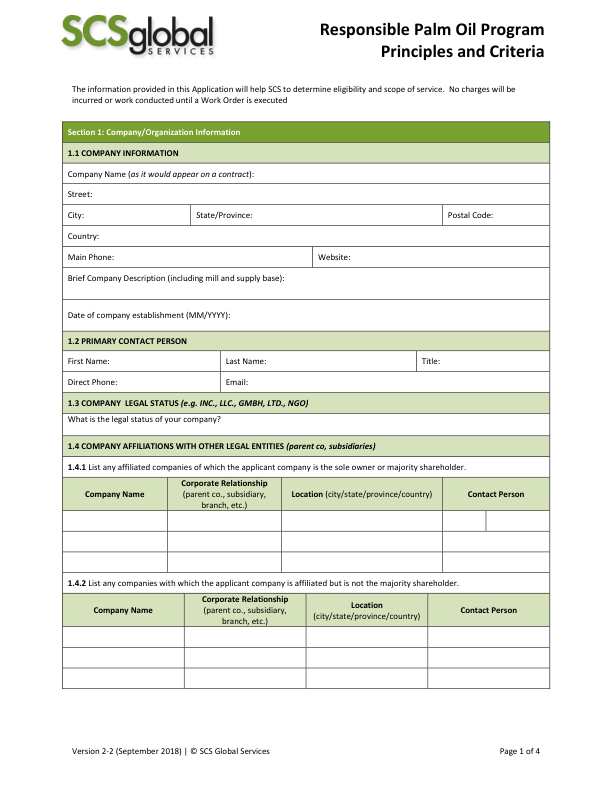 SCSglobal
SERVICES
Responsible Palm Oil Program
Principles and Criteria
The information provided in this Application will help SCS to determine eligibility and scope of service.  No charges will be
incurred or work conducted until a Work Order is executed
Section 1: Company/Organization Information
1.1 COMPANY INFORMATION
Company Name (as it would appear on a contract):
Street:
City: State/Province: Postal Code:
Country:
Main Phone: Website:
Brief Company Description (including mill and supply base):
Date of company establishment (MM/YYYY):
1.2 PRIMARY CONTACT PERSON
First Name: Last Name: Title:
Direct Phone: Email:
1.3 COMPANY  LEGAL STATUS (e.g. INC., LLC., GMBH, LTD., NGO)
What is the legal status of your company?
1.4 COMPANY AFFILIATIONS WITH OTHER LEGAL ENTITIES (parent co, subsidiaries)
1.4.1 List any affiliated companies of which the applicant company is the sole owner or majority shareholder.
Company Name
Corporate Relationship
(parent co., subsidiary,
branch, etc.)
Location (city/state/province/country)
Contact Person
1.4.2 List any companies with which the applicant company is affiliated but is not the majority shareholder.
Company Name
Corporate Relationship
(parent co., subsidiary,
branch, etc.)
Location
(city/state/province/country)
Contact Person
Version 2-2 (September 2018) | © SCS Global Services
Page 1 of 4